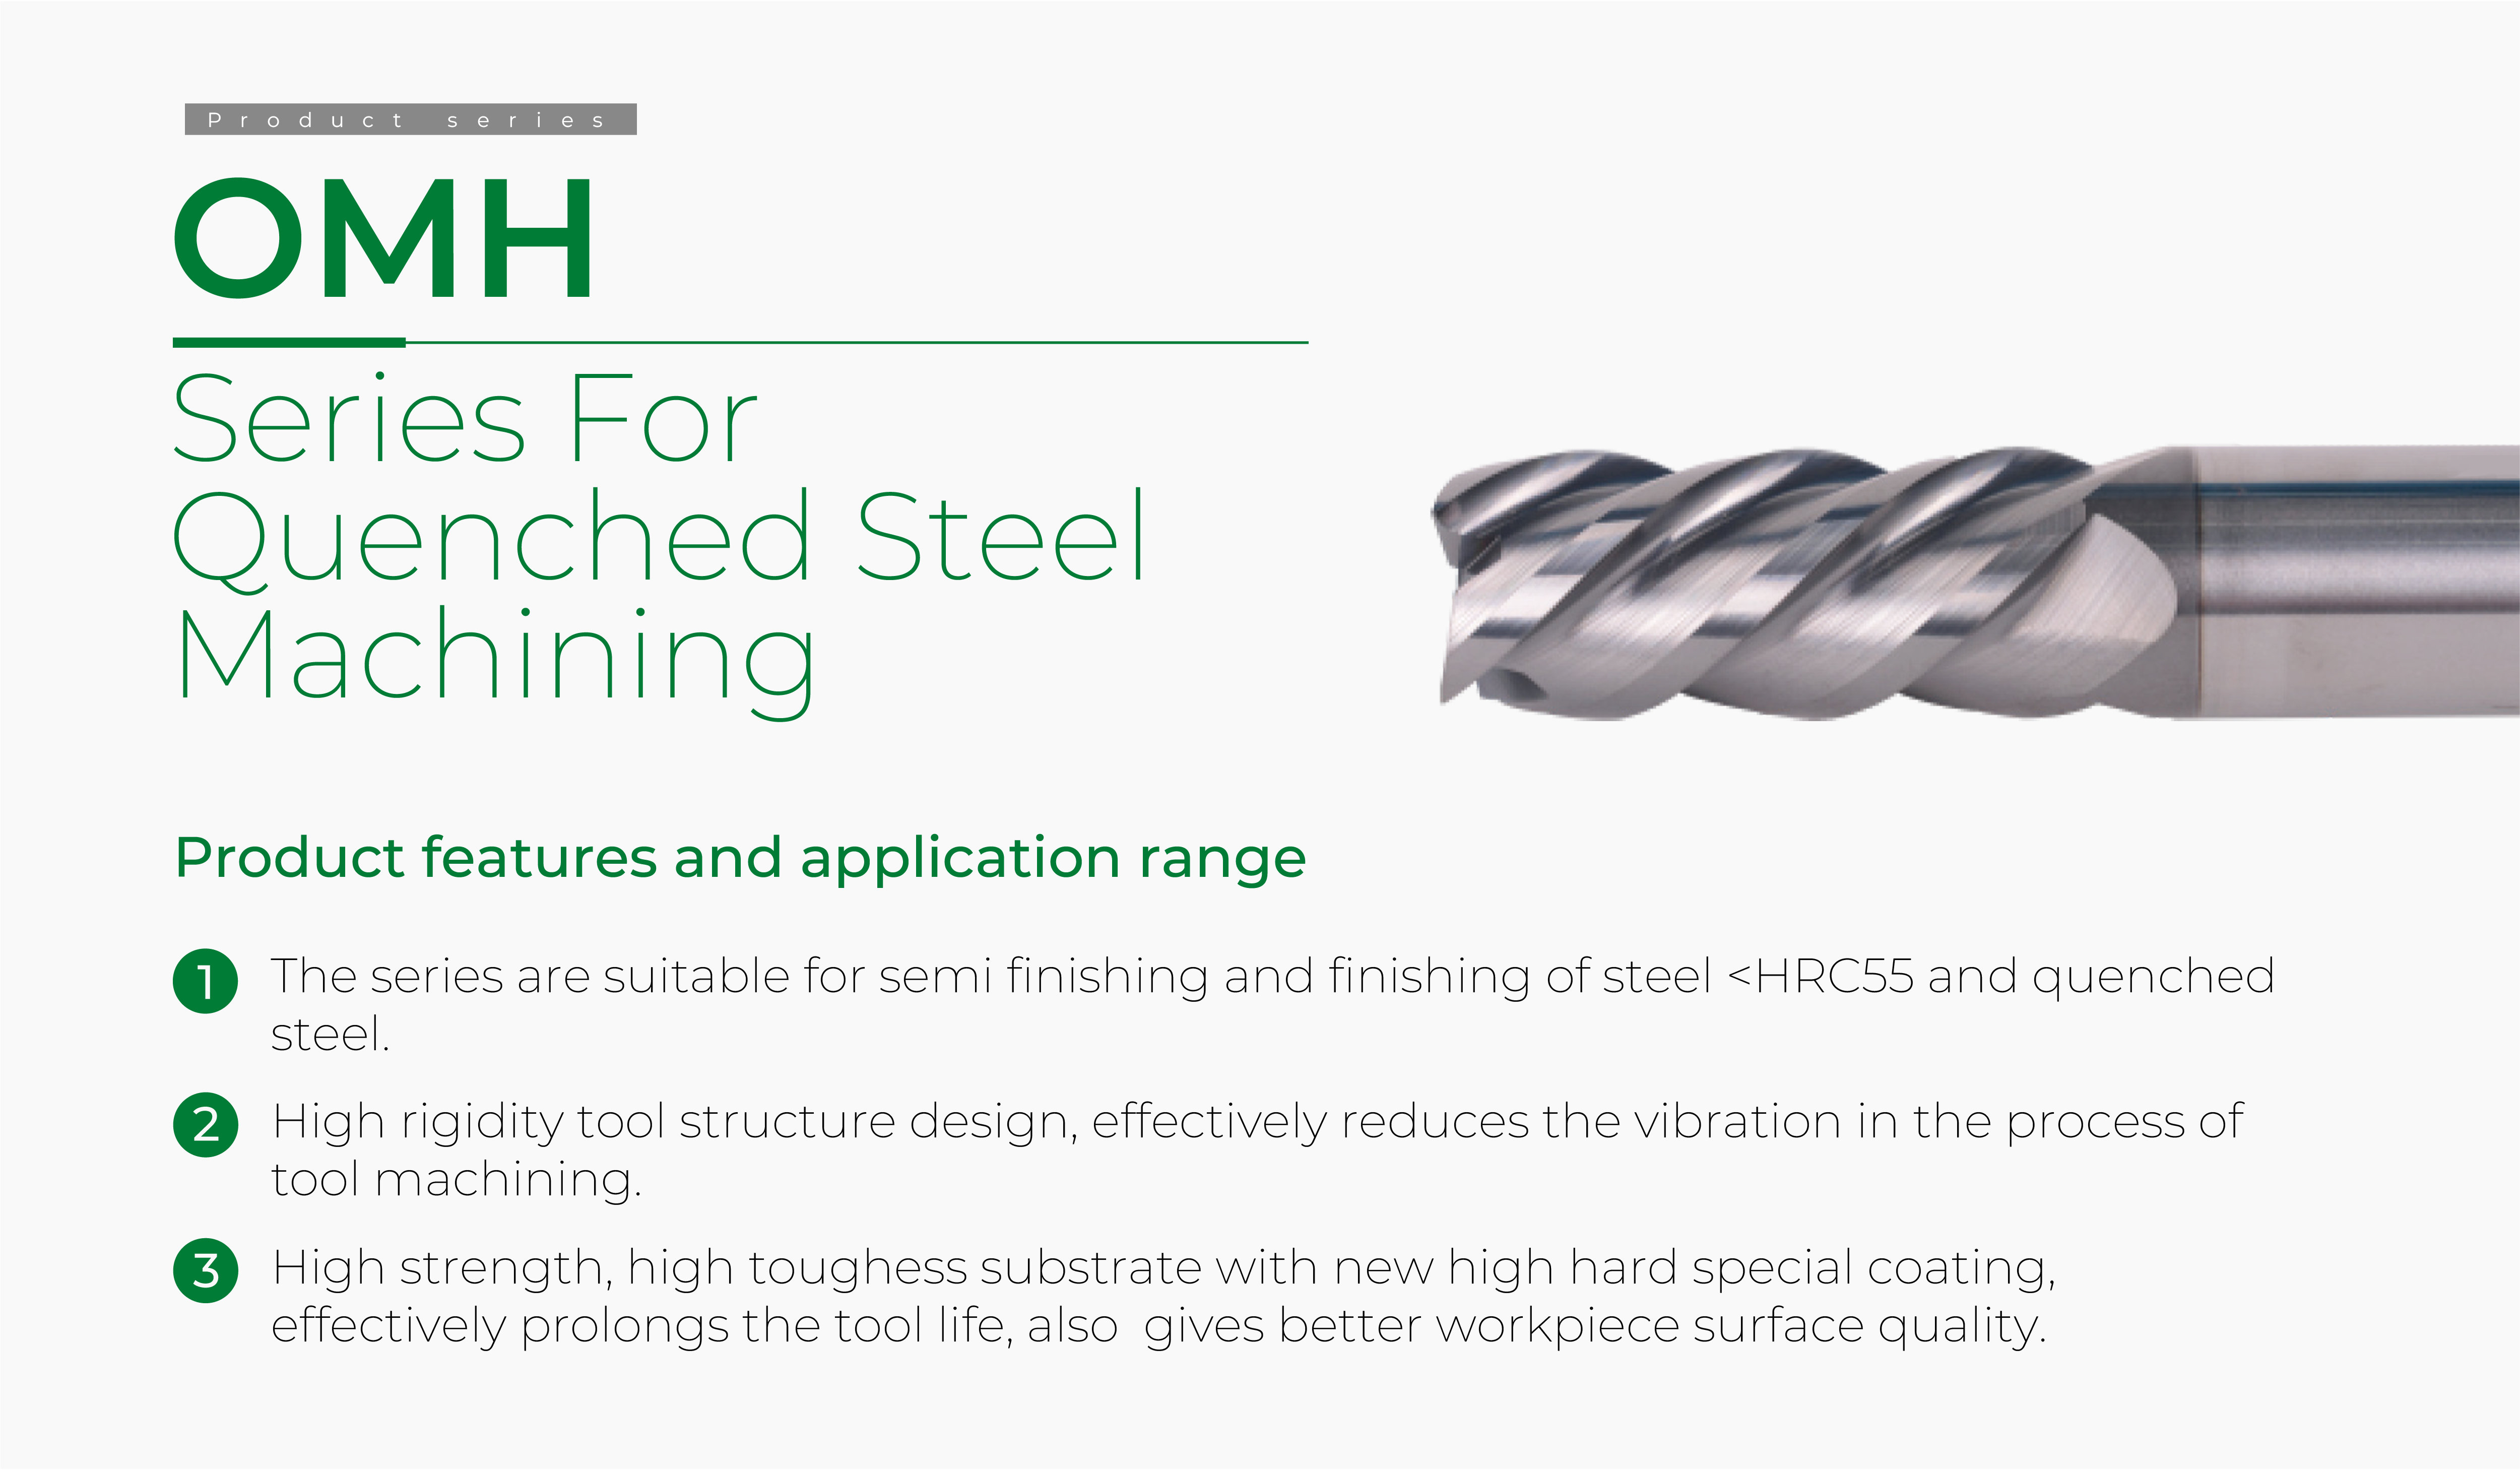 Product series
OMH
Series For
Quenched Steel
Machining
Product features and application range
1 The series are suitable for semi finishing and finishing of steel <HRC55 and quenched
steel.
2 High rigidity tool structure design, effectively reduces the vibration in the process of
tool machining.
3 High strength, high toughess substrate with new high hard special coating,
effectively prolongs the tool life, also  gives better workpiece surface quality.